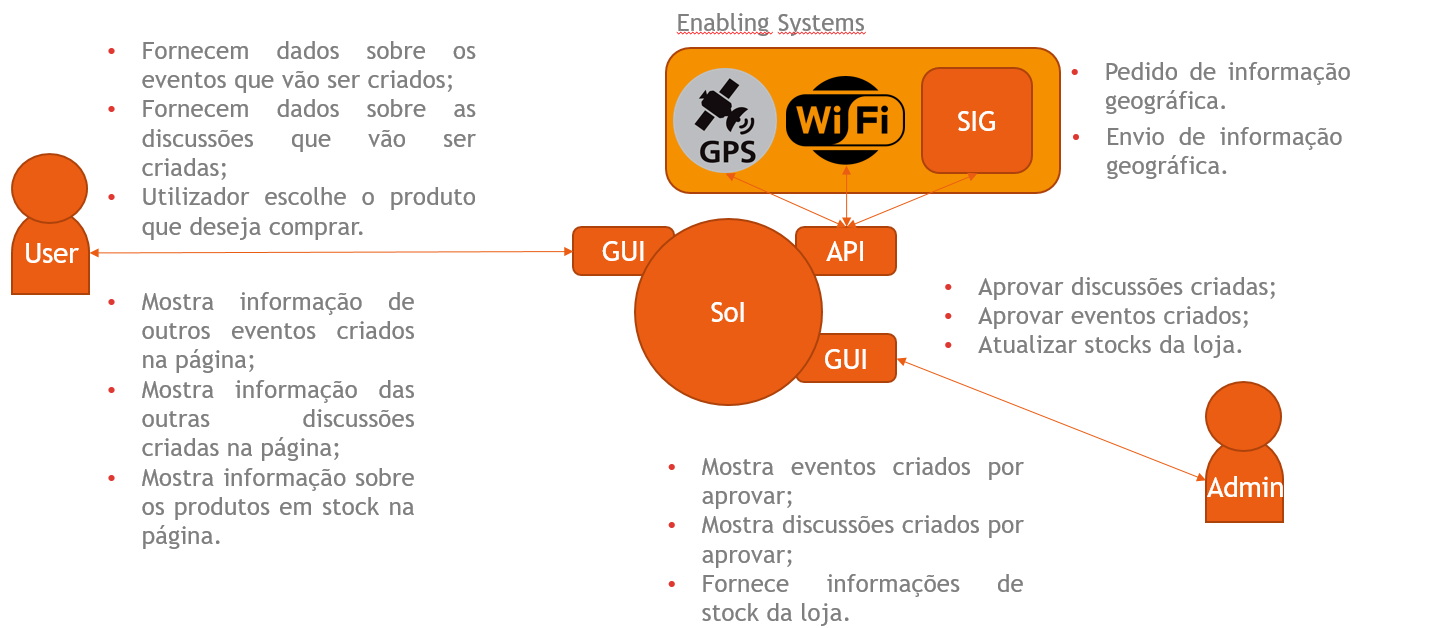 Enabling Systems
• Fornecem dados sobre os
eventos que vão ser criados;
• Fornecem dados sobre as
discussões que vão ser
criadas;
• Utilizador escolhe o produto
que deseja comprar.
GPS
WiFi
SIG
• Pedido de informação
geográfica.
• Envio de informação
geográfica.
User
GUI
API
SoI
GUI
• Mostra informação de
outros eventos criados
na página;
• Mostra informação das
outras discussões
criadas na página;
• Mostra informação sobre
os produtos em stock na
página.
• Aprovar discussões criadas;
• Aprovar eventos criados;
• Atualizar stocks da loja.
Admin
• Mostra eventos criados por
aprovar;
• Mostra discussões criados por
aprovar;
• Fornece informações de
stock da loja.